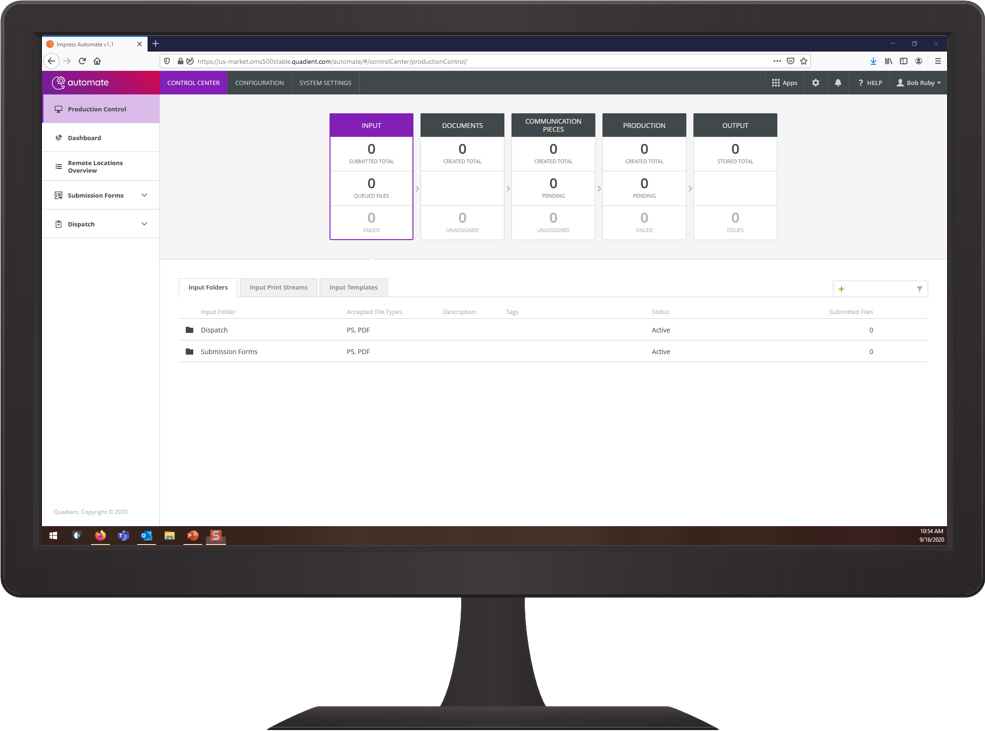 Impress Automate v1.1
https://us-market.oms500stable.quadient.com/automate/#/controlCenter/productionControl/
automate
CONTROL CENTER
CONFIGURATION
SYSTEM SETTINGS
Apps
? HELP
Bob Ruby
Production Control
Dashboard
Remote Locations
Overview
Submission Forms
Dispatch
INPUT
0
SUBMITTED TOTAL
0
QUEUED FILES
0
FAILED
DOCUMENTS
0
CREATED TOTAL
0
UNASSIGNED
COMMUNICATION
PIECES
0
CREATED TOTAL
0
PENDING
0
UNASSIGNED
PRODUCTION
0
CREATED TOTAL
0
PENDING
0
FAILED
OUTPUT
0
STORED TOTAL
0
ISSUES
Input Folders
Input Print Streams
Input Templates
Input Folder Accepted File Types Description Tags Status Submitted Files
Dispatch PS, PDF Active 0
Submission Forms PS, PDF Active 0
Quadient. Copyright © 2020
10:54 AM
9/16/2020